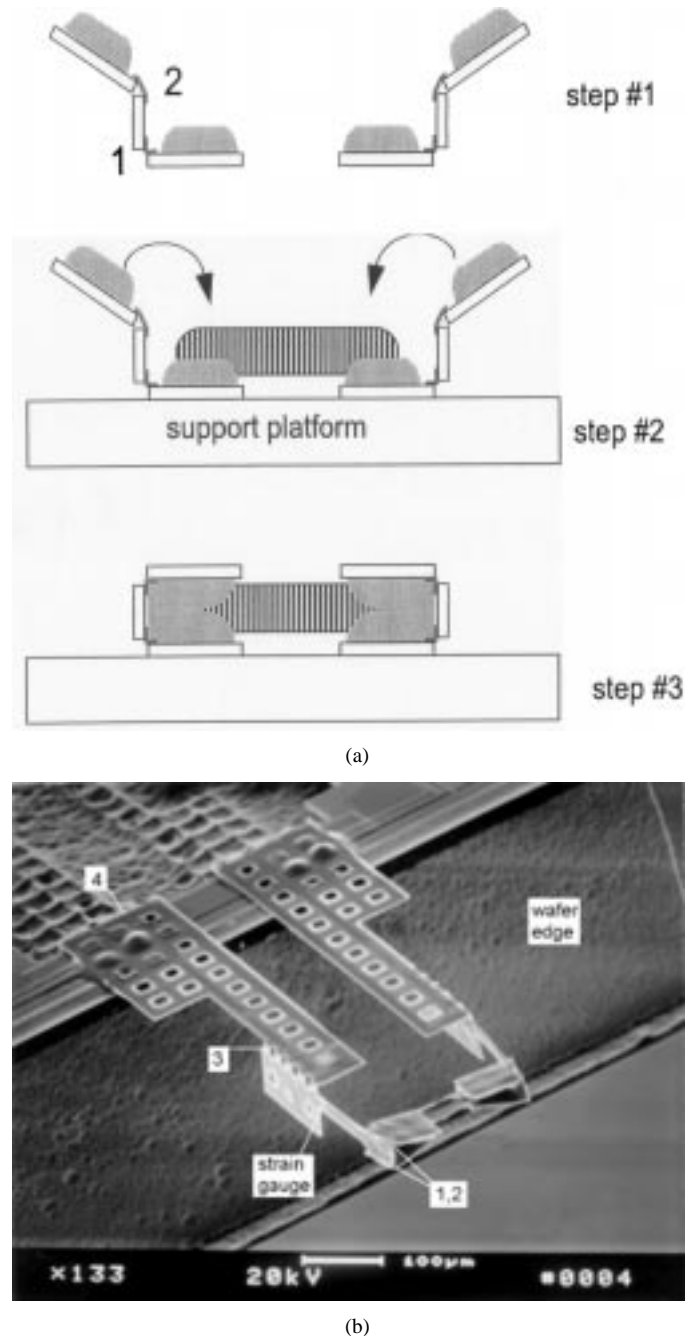 2
step #1
1
support platform
step #2
step #3
(a)
4
wafer
edge
3
strain
gauge
1,2
×133
20kV
100μm
#0004
(b)